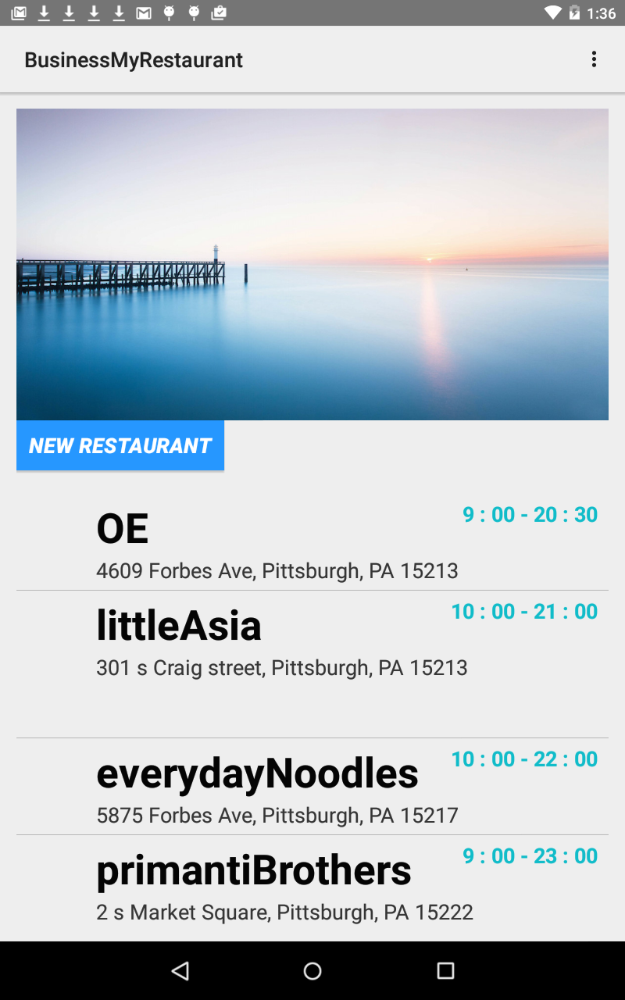 1:36
BusinessMyRestaurant
NEW RESTAURANT
OE
9 : 00 - 20 : 30
4609 Forbes Ave, Pittsburgh, PA 15213
littleAsia
10 : 00 - 21 : 00
301 s Craig street, Pittsburgh, PA 15213
everydayNoodles
10 : 00 - 22 : 00
5875 Forbes Ave, Pittsburgh, PA 15217
primantiBrothers
9 : 00 - 23 : 00
2 s Market Square, Pittsburgh, PA 15222